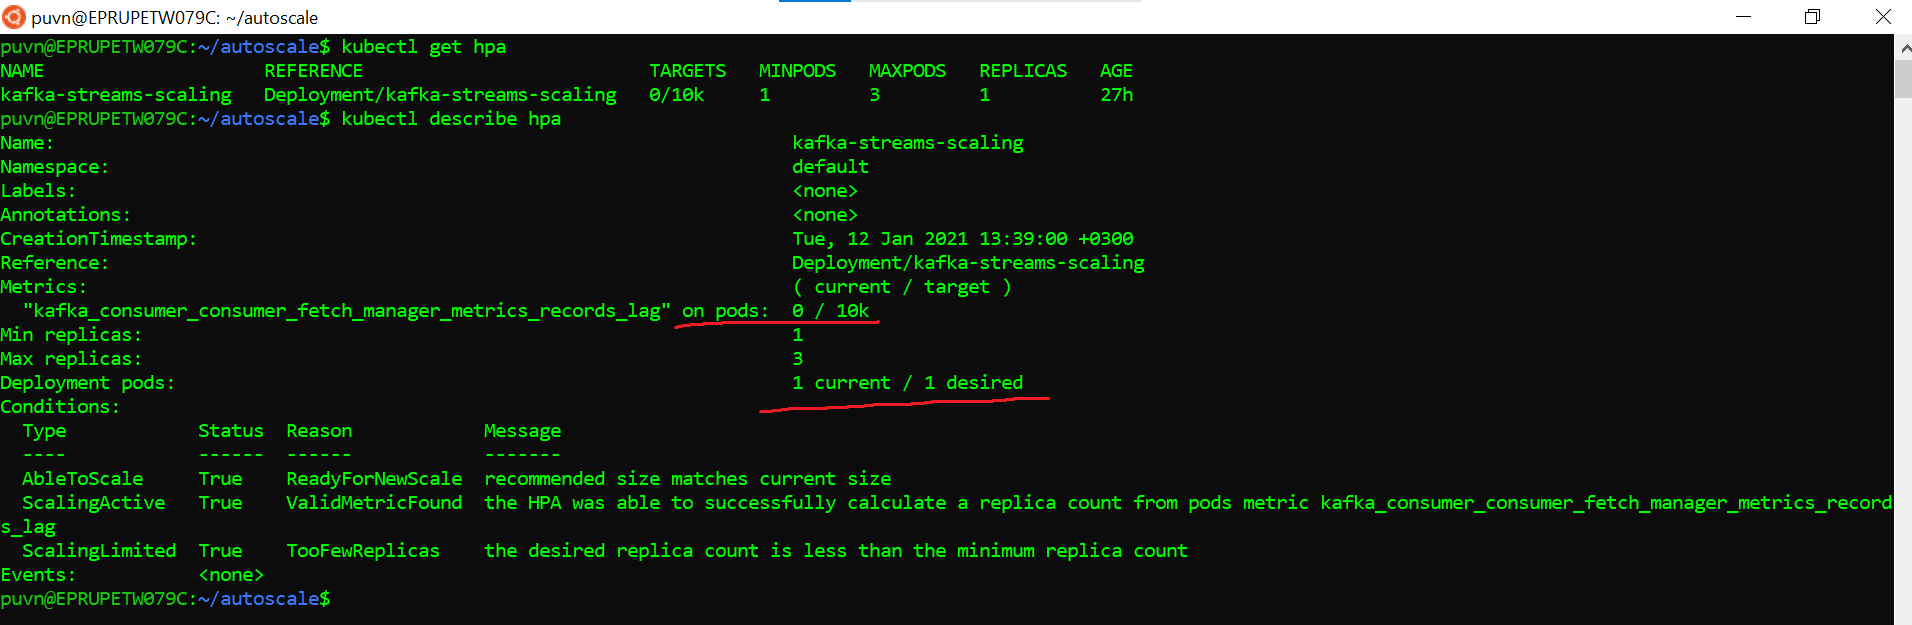 puvn@EPRUPETW079C: ~/autoscale
puvn@EPRUPETW079C:~/autoscale$ kubectl get hpa
NAME REFERENCE TARGETS MINPODS MAXPODS REPLICAS AGE
kafka-streams-scaling Deployment/kafka-streams-scaling 0/10k 1 3 1 27h
puvn@EPRUPETW079C:~/autoscale$ kubectl describe hpa
Name: kafka-streams-scaling
Namespace: default
Labels: <none>
Annotations: <none>
CreationTimestamp: Tue, 12 Jan 2021 13:39:00 +0300
Reference: Deployment/kafka-streams-scaling
Metrics: ( current / target )
"kafka_consumer_consumer_fetch_manager_metrics_records_lag" on pods: 0 / 10k
Min replicas: 1
Max replicas: 3
Deployment pods: 1 current / 1 desired
Conditions:
Type Status Reason Message
---- ------ ------ -------
AbleToScale True ReadyForNewScale recommended size matches current size
ScalingActive True ValidMetricFound the HPA was able to successfully calculate a replica count from pods metric kafka_consumer_consumer_fetch_manager_metrics_record
s_lag
ScalingLimited True TooFewReplicas the desired replica count is less than the minimum replica count
Events: <none>
puvn@EPRUPETW079C:~/autoscale$